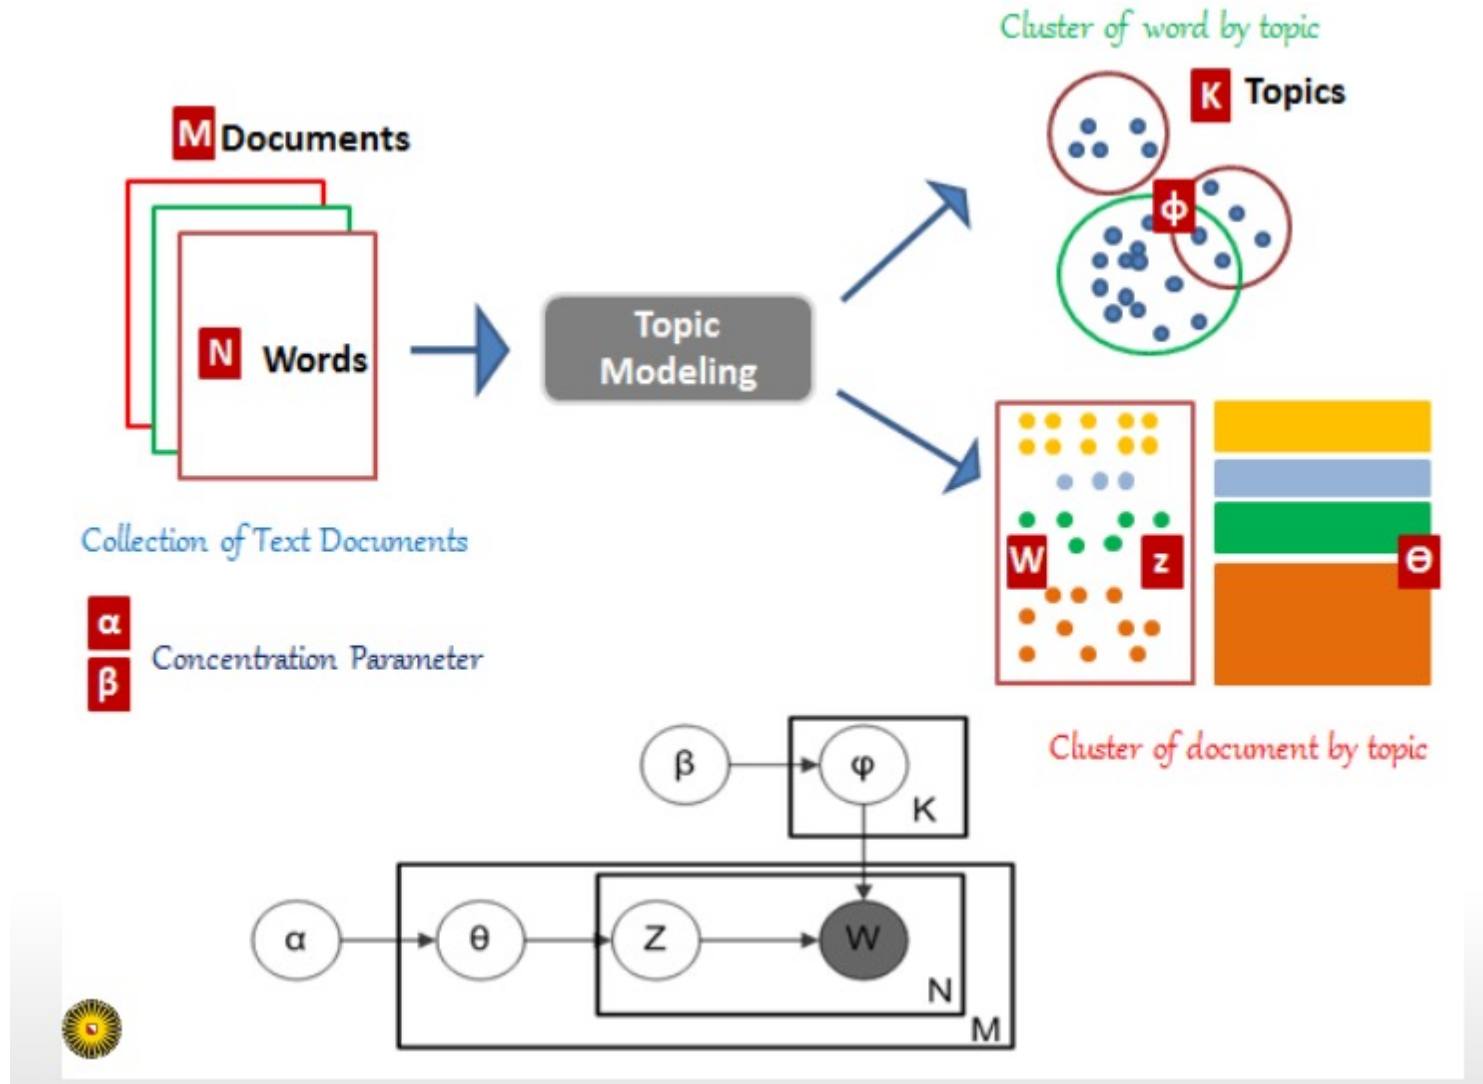 Cluster of word by topic
K Topics
M Documents
ϕ
N Words
Topic
Modeling
Collection of Text Documents
W z
Θ
α
β
Concentration Parameter
Cluster of document by topic
β φ
K
α θ Z W
N
M